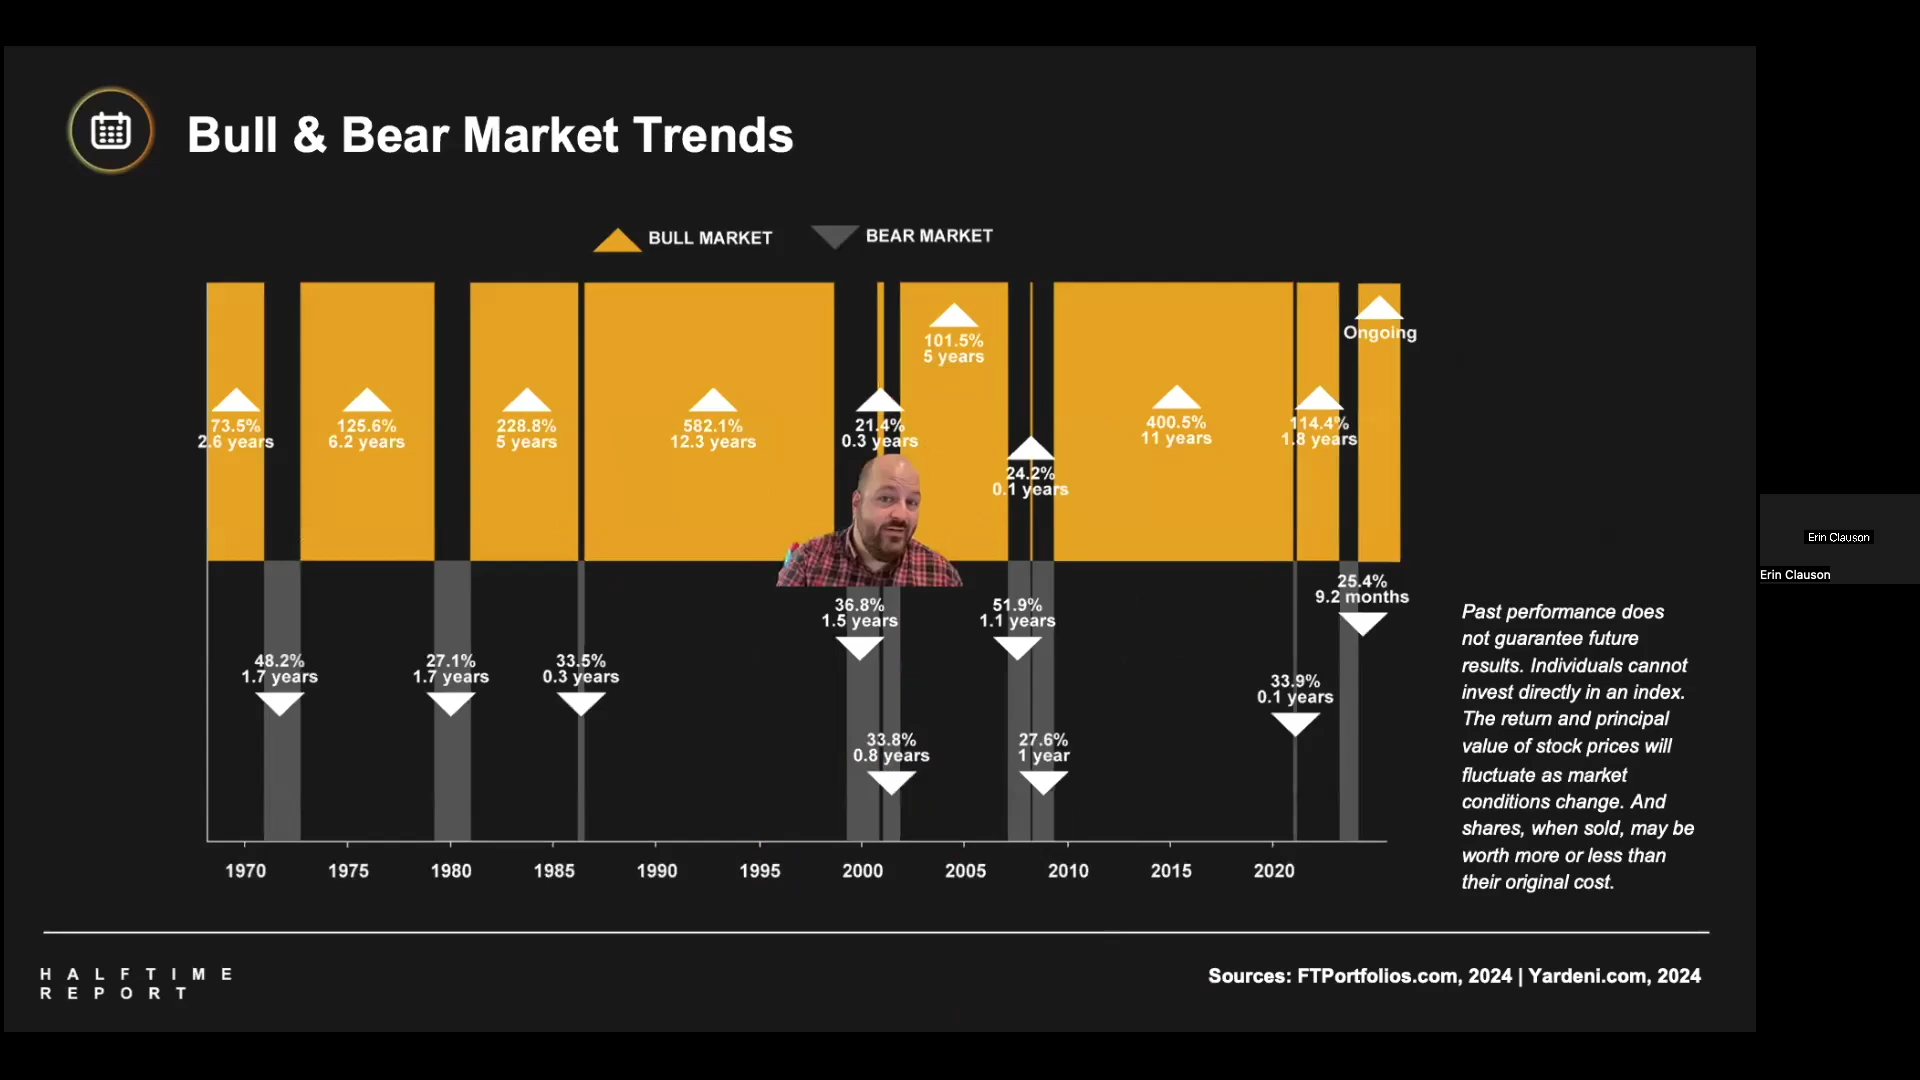 Bull & Bear Market Trends
BULL MARKET
BEAR MARKET
73.5%
2.6 years
125.6%
6.2 years
228.8%
5 years
582.1%
12.3 years
21.4%
0.3 years
101.5%
5 years
24.2%
0.1 years
400.5%
11 years
114.4%
1.8 years
Ongoing
48.2%
1.7 years
27.1%
1.7 years
33.5%
0.3 years
36.8%
1.5 years
33.8%
0.8 years
51.9%
1.1 years
27.6%
1 year
33.9%
0.1 years
25.4%
9.2 months
1970
1975
1980
1985
1990
1995
2000
2005
2010
2015
2020
Past performance does
not guarantee future
results. Individuals cannot
invest directly in an index.
The return and principal
value of stock prices will
fluctuate as market
conditions change. And
shares, when sold, may be
worth more or less than
their original cost.
HALFTIME
REPORT
Sources: FTPortfolios.com, 2024 | Yardeni.com, 2024
Erin Clauson
Erin Clauson